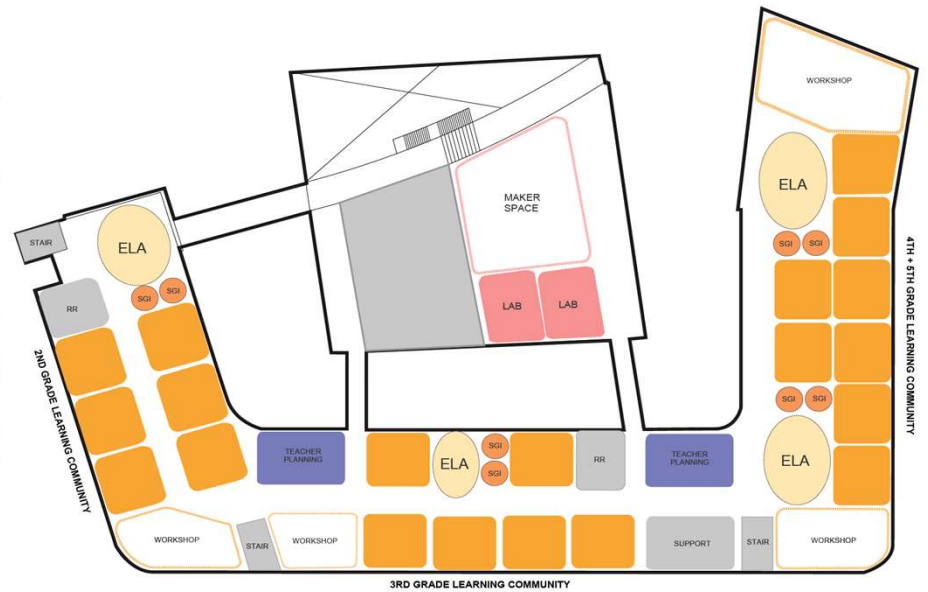 WORKSHOP
ELA
SGI
SGI
4TH + 5TH GRADE LEARNING COMMUNITY
SGI
SGI
ELA
WORKSHOP
MAKER
SPACE
LAB
LAB
STAIR
ELA
SGI
SGI
RR
2ND GRADE LEARNING COMMUNITY
TEACHER
PLANNING
ELA
SGI
SGI
RR
TEACHER
PLANNING
WORKSHOP
STAIR
WORKSHOP
SUPPORT
STAIR
3RD GRADE LEARNING COMMUNITY